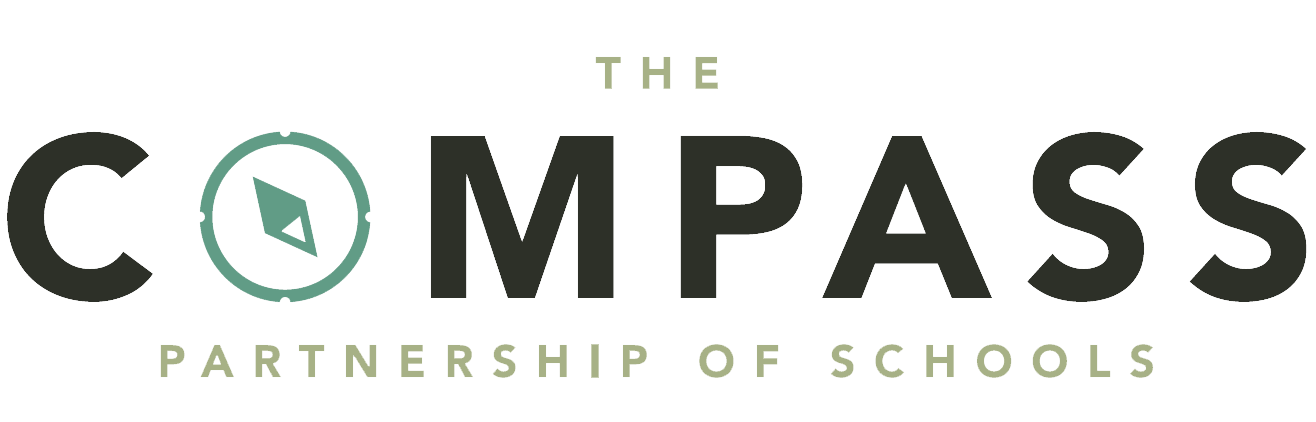 THE
COMPASS
PARTNERSHIP OF SCHOOLS